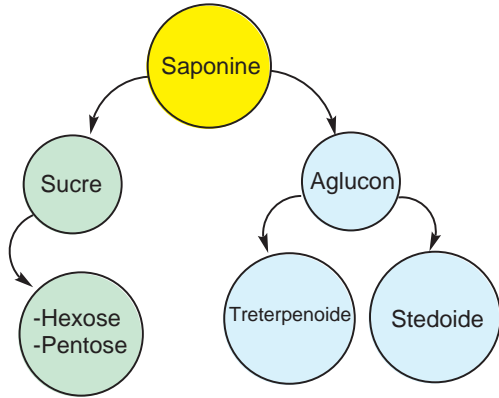 Saponine
Sucre
Aglucon
-Hexose
-Pentose
Treterpenoide
Stedoide